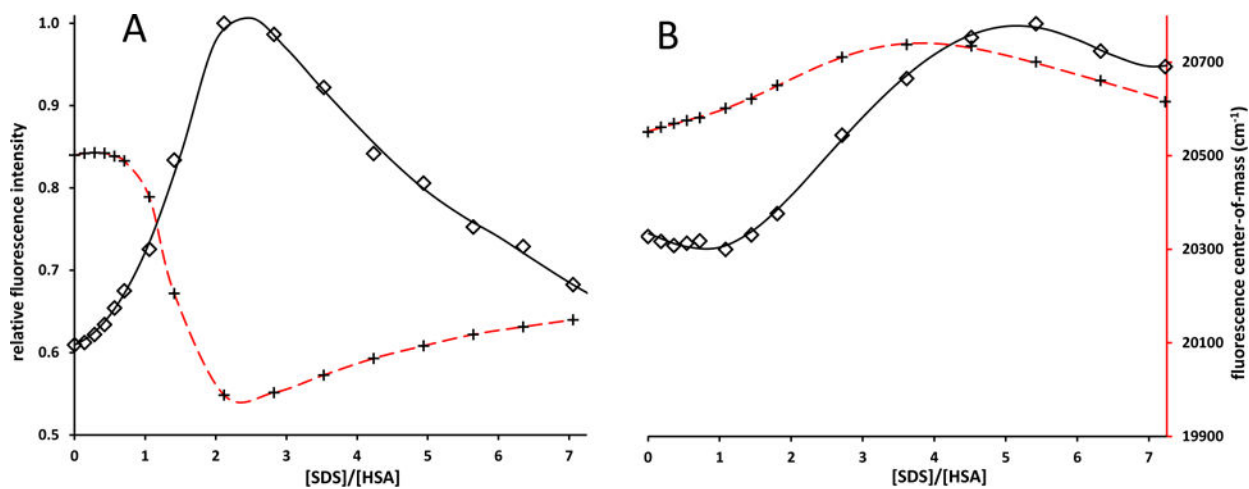 A
B
relative fluorescence intensity
1.0
0.9
0.8
0.7
0.6
0.5
0 1 2 3 4 5 6 7
[SDS]/[HSA]
0 1 2 3 4 5 6 7
[SDS]/[HSA]
20700
20500
20300
20100
19900
fluorescence center-of-mass (cm⁻¹)